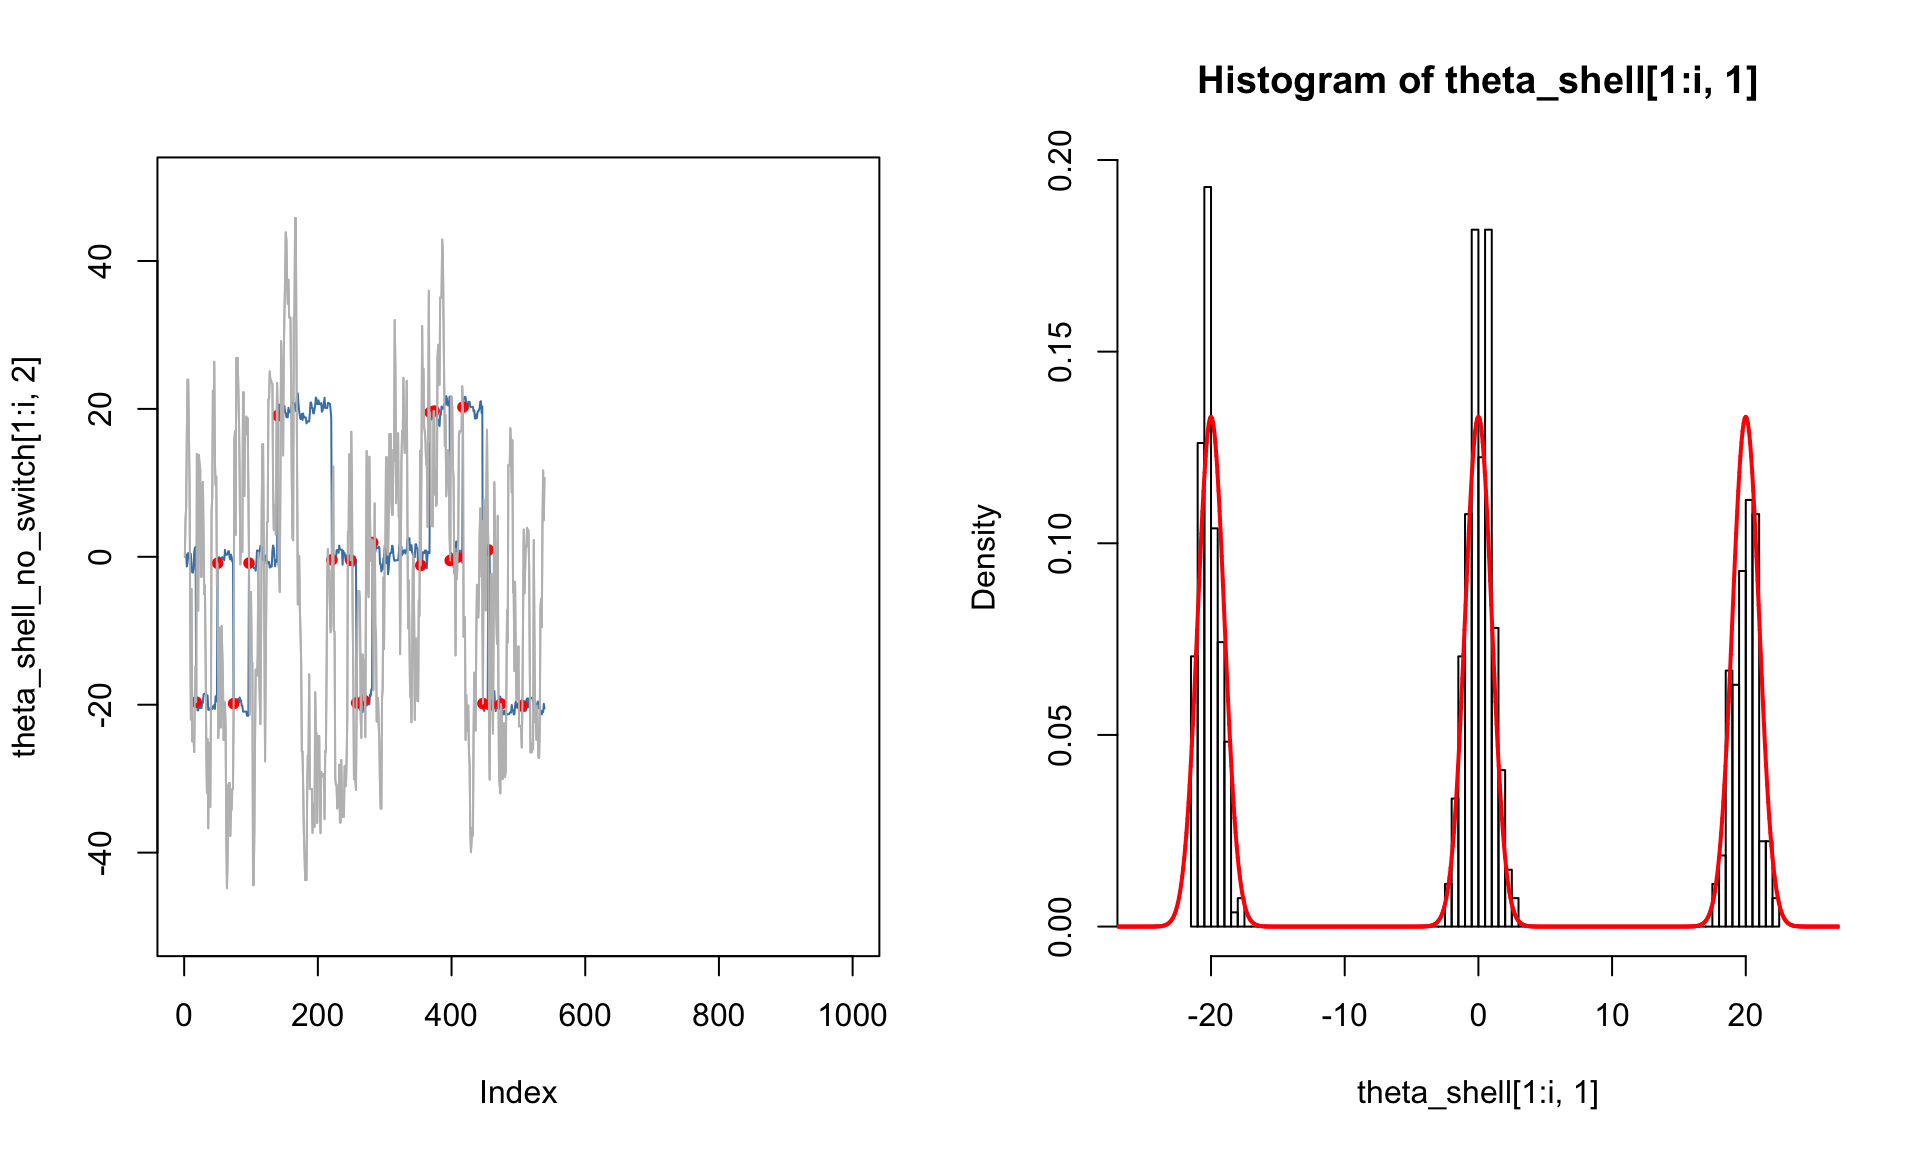 theta_shell_no_switch[1:i, 2]
40
20
0
-20
-40
0 200 400 600 800 1000
Index
Histogram of theta_shell[1:i, 1]
Density
0.20
0.15
0.10
0.05
0.00
-20 -10 0 10 20
theta_shell[1:i, 1]